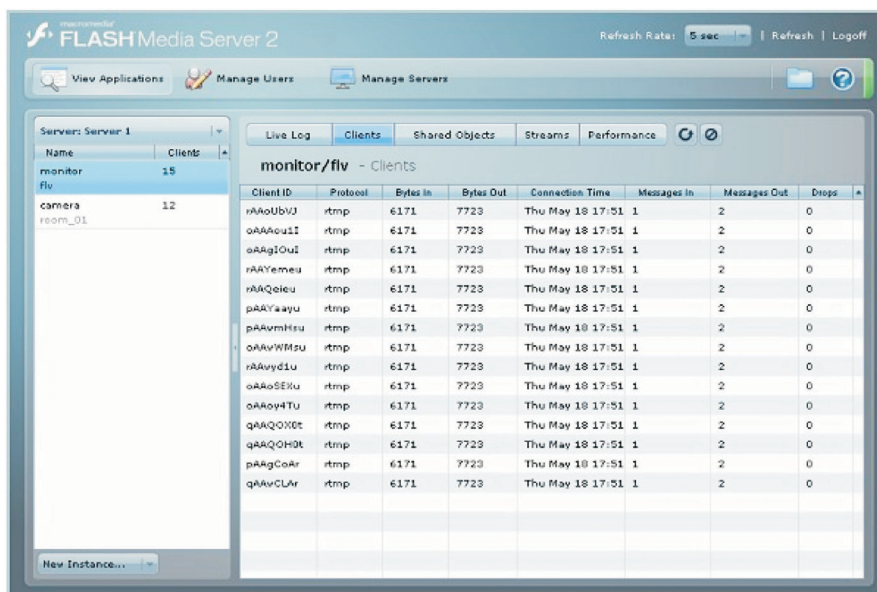 macromedia
FLASH Media Server 2
Refresh Rate: 5 sec | Refresh | Logoff
View Applications Manage Users Manage Servers
Server: Server 1
Name Clients
monitor 15
flv
camera 12
room_01
New Instance...
Live Log Clients Shared Objects Streams Performance
monitor/flv - Clients
Client ID Protocol Bytes In Bytes Out Connection Time Messages In Messages Out Drops
rAAoUbVJ rtmp 6171 7723 Thu May 18 17:51 1 2 0
oAAAou1I rtmp 6171 7723 Thu May 18 17:51 1 2 0
oAAgIOuI rtmp 6171 7723 Thu May 18 17:51 1 2 0
rAAYemeu rtmp 6171 7723 Thu May 18 17:51 1 2 0
rAAQeieu rtmp 6171 7723 Thu May 18 17:51 1 2 0
pAAYaayu rtmp 6171 7723 Thu May 18 17:51 1 2 0
pAAvmHsu rtmp 6171 7723 Thu May 18 17:51 1 2 0
oAAvWMsu rtmp 6171 7723 Thu May 18 17:51 1 2 0
rAAvyd1u rtmp 6171 7723 Thu May 18 17:51 1 2 0
oAAoSEXu rtmp 6171 7723 Thu May 18 17:51 1 2 0
oAAoy4Tu rtmp 6171 7723 Thu May 18 17:51 1 2 0
qAAQOX0t rtmp 6171 7723 Thu May 18 17:51 1 2 0
qAAQOH0t rtmp 6171 7723 Thu May 18 17:51 1 2 0
pAAgCoAr rtmp 6171 7723 Thu May 18 17:51 1 2 0
qAAvCLAr rtmp 6171 7723 Thu May 18 17:51 1 2 0